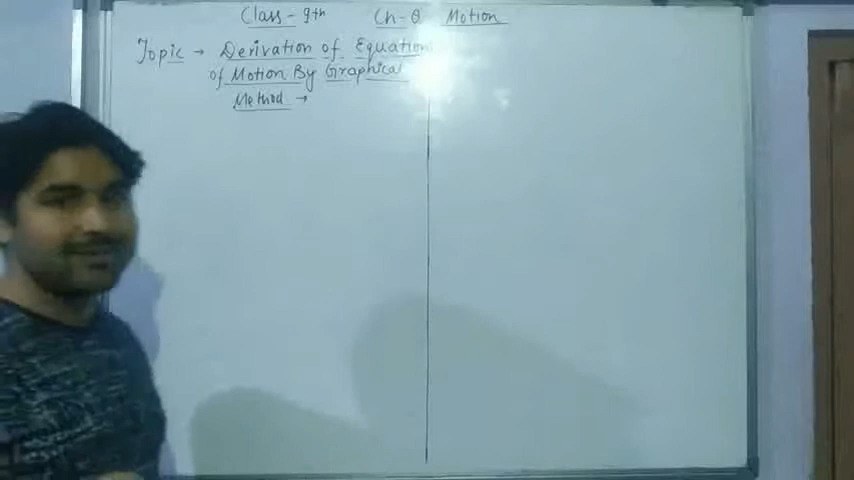 Class - 9th Ch-8 Motion
Topic → Derivation of Equation
of Motion By Graphical
Method →